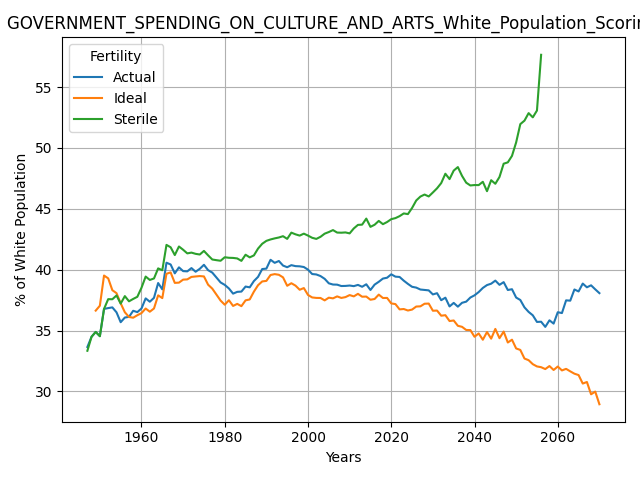 GOVERNMENT_SPENDING_ON_CULTURE_AND_ARTS_White_Population_Scorin
Fertility
Actual
Ideal
Sterile
% of White Population
55
50
45
40
35
30
1960 1980 2000 2020 2040 2060
Years